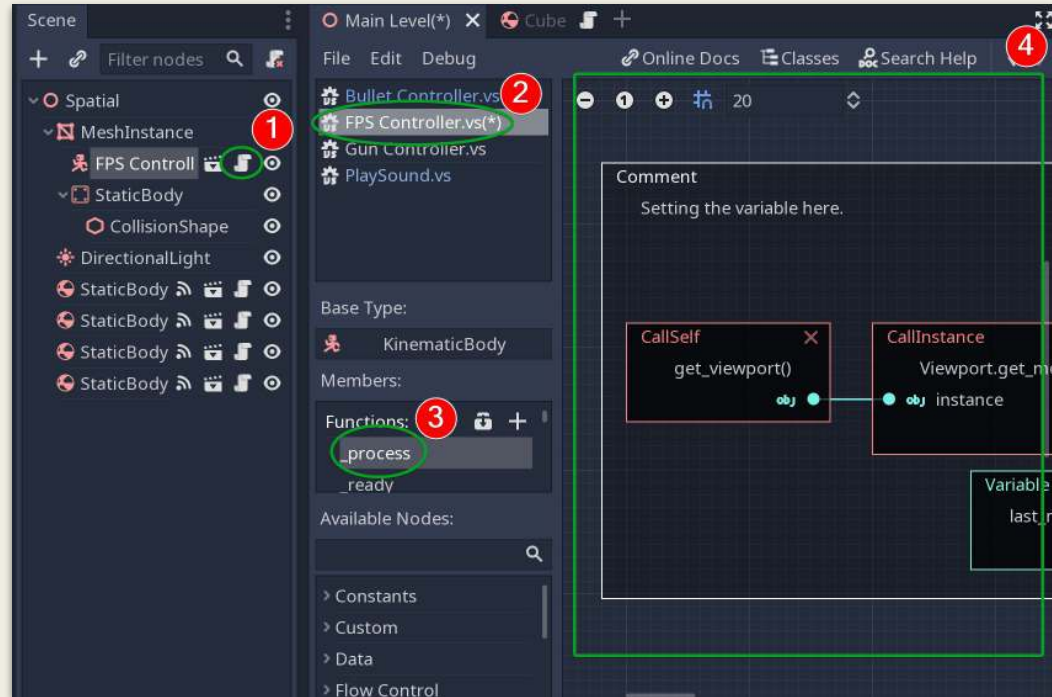 Scene
Filter nodes
Spatial
MeshInstance
1
FPS Controll
StaticBody
CollisionShape
DirectionalLight
StaticBody
StaticBody
StaticBody
StaticBody
Main Level(*)
Cube
File Edit Debug
Online Docs Classes Search Help
4
Bullet Controller.vs
2
FPS Controller.vs(*)
Gun Controller.vs
PlaySound.vs
Base Type:
KinematicBody
Members:
Functions:
3
_process
_ready
Available Nodes:
Constants
Custom
Data
Flow Control
20
Comment
Setting the variable here.
CallSelf
get_viewport()
obj
CallInstance
Viewport.get_m
obj instance
Variable
last_